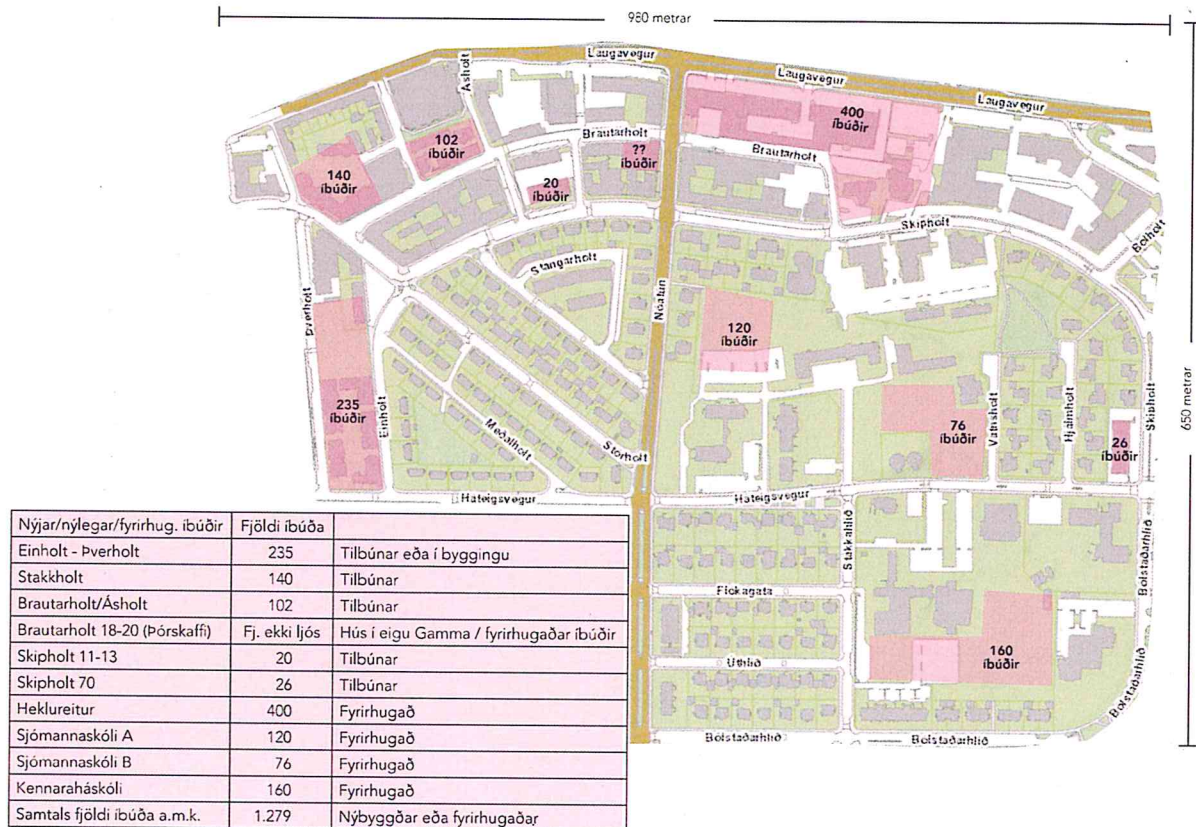 980 metrar
650 metrar
Laugavegur
Laugavegur
Laugavegur
Ásholt
Brautarholt
Brautarholt
400
íbúðir
102
íbúðir
??
íbúðir
140
íbúðir
20
íbúðir
Skipholt
Bolholt
Stangarholt
Nóatún
Þverholt
120
íbúðir
235
íbúðir
Einholt
Meðalholt
Stórholt
76
íbúðir
Vatnsholt
Hjálmholt
26
íbúðir
Skipholt
Háteigsvegur
Háteigsvegur
Stakkahlíð
Bólstaðarhlíð
Flókagata
Úthlíð
160
íbúðir
Bólstaðarhlíð
Bólstaðarhlíð
Bólstaðarhlíð
Nýjar/nýlegar/fyrirhug. íbúðir Fjöldi íbúða
Einholt - Þverholt 235 Tilbúnar eða í byggingu
Stakkholt 140 Tilbúnar
Brautarholt/Ásholt 102 Tilbúnar
Brautarholt 18-20 (Þórskaffi) Fj. ekki ljós Hús í eigu Gamma / fyrirhugaðar íbúðir
Skipholt 11-13 20 Tilbúnar
Skipholt 70 26 Tilbúnar
Heklureitur 400 Fyrirhugað
Sjómannaskóli A 120 Fyrirhugað
Sjómannaskóli B 76 Fyrirhugað
Kennaraháskóli 160 Fyrirhugað
Samtals fjöldi íbúða a.m.k. 1.279 Nýbyggðar eða fyrirhugaðar